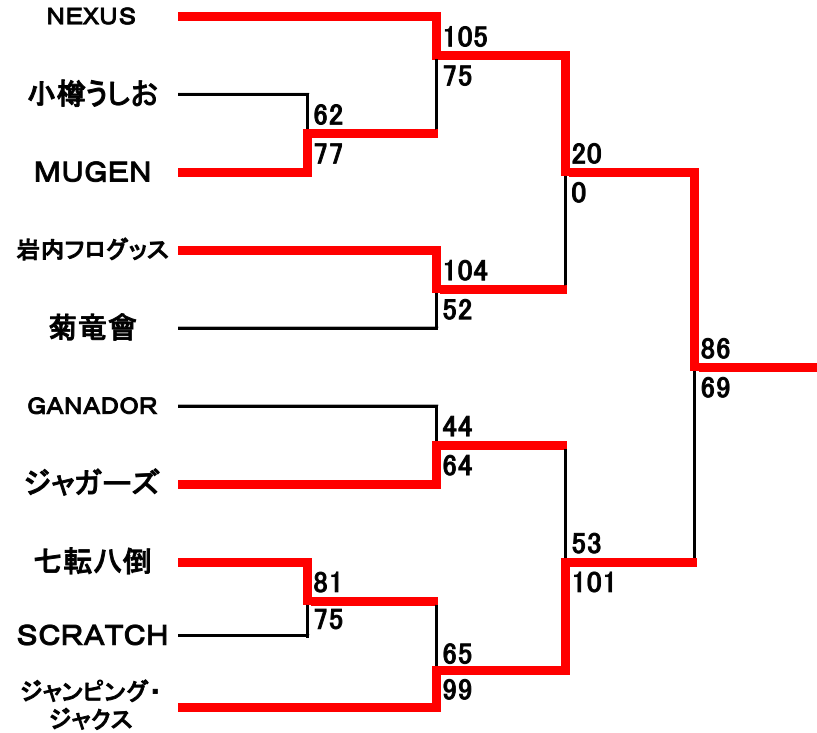 NEXUS
105
75
小樽うしお
62
77
MUGEN
20
0
岩内フログッス
104
52
菊竜會
86
69
GANADOR
44
64
ジャガーズ
53
101
七転八倒
81
75
SCRATCH
65
99
ジャンピング・
ジャクス